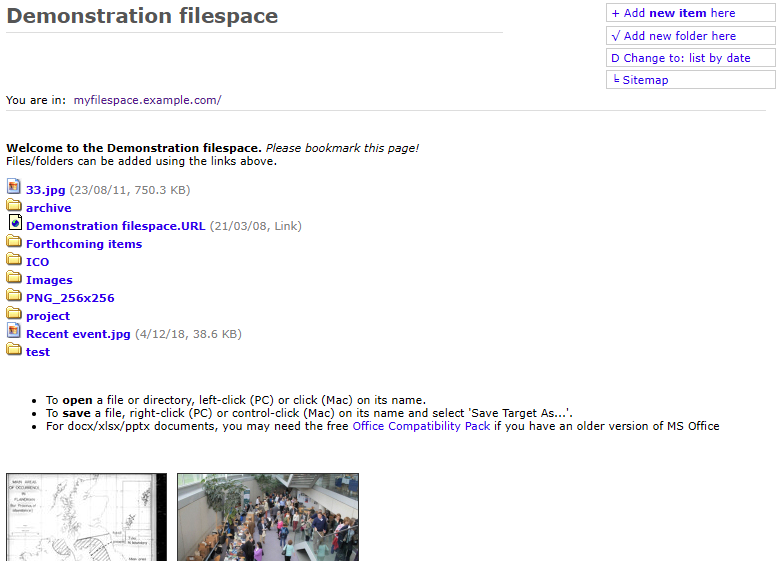 Demonstration filespace
+ Add new item here
√ Add new folder here
D Change to: list by date
╘ Sitemap
You are in: myfilespace.example.com/
Welcome to the Demonstration filespace. Please bookmark this page!
Files/folders can be added using the links above.
33.jpg (23/08/11, 750.3 KB)
archive
Demonstration filespace.URL (21/03/08, Link)
Forthcoming items
ICO
Images
PNG_256x256
project
Recent event.jpg (4/12/18, 38.6 KB)
test
• To open a file or directory, left-click (PC) or click (Mac) on its name.
• To save a file, right-click (PC) or control-click (Mac) on its name and select 'Save Target As...'.
• For docx/xlsx/pptx documents, you may need the free Office Compatibility Pack if you have an older version of MS Office
MAIN AREAS
OF OCCURRENCE
IN